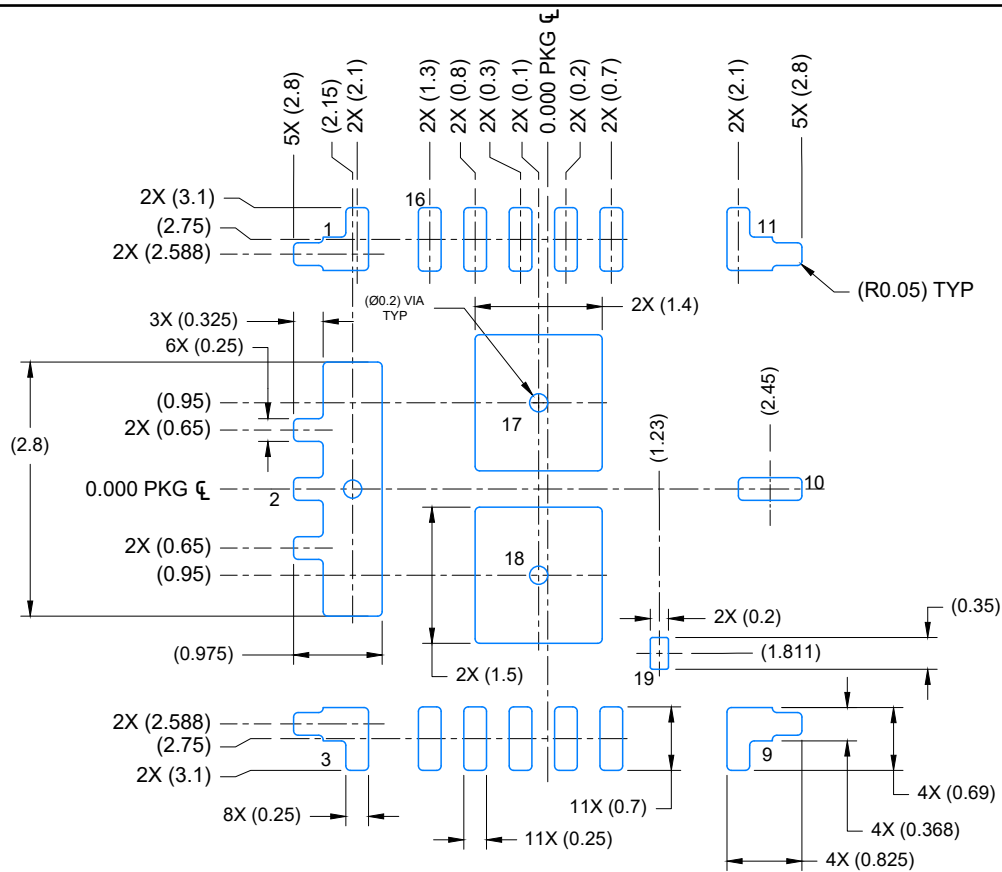 5X (2.8)
(2.15)
2X (2.1)
2X (1.3)
2X (0.8)
2X (0.3)
2X (0.1)
0.000 PKG ℄
2X (0.2)
2X (0.7)
2X (2.1)
5X (2.8)
2X (3.1)
(2.75)
2X (2.588)
1
16
11
(R0.05) TYP
(Ø0.2) VIA
TYP
2X (1.4)
3X (0.325)
6X (0.25)
(2.8)
(0.95)
2X (0.65)
0.000 PKG ℄
2X (0.65)
(0.95)
17
2
18
(2.45)
(1.23)
10
(0.975)
2X (1.5)
2X (0.2)
(0.35)
(1.811)
19
2X (2.588)
(2.75)
2X (3.1)
3
9
8X (0.25)
11X (0.25)
11X (0.7)
4X (0.69)
4X (0.368)
4X (0.825)